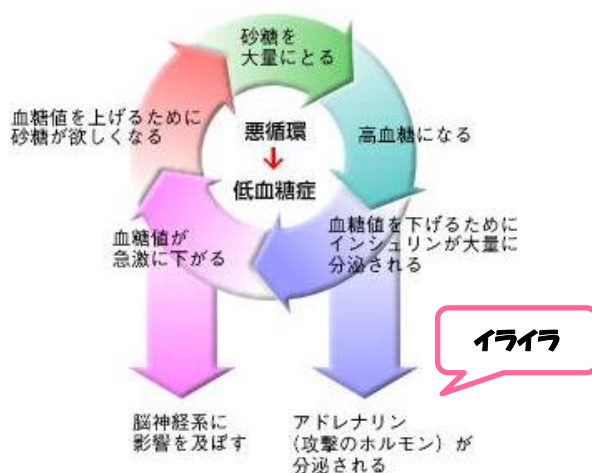 砂糖を
大量にとる
高血糖になる
血糖値を下げるために
インシュリンが大量に
分泌される
血糖値が
急激に下がる
血糖値を上げるために
砂糖が欲しくなる
悪循環
↓
低血糖症
イライラ
脳神経系に
影響を及ぼす
アドレナリン
(攻撃のホルモン)が
分泌される